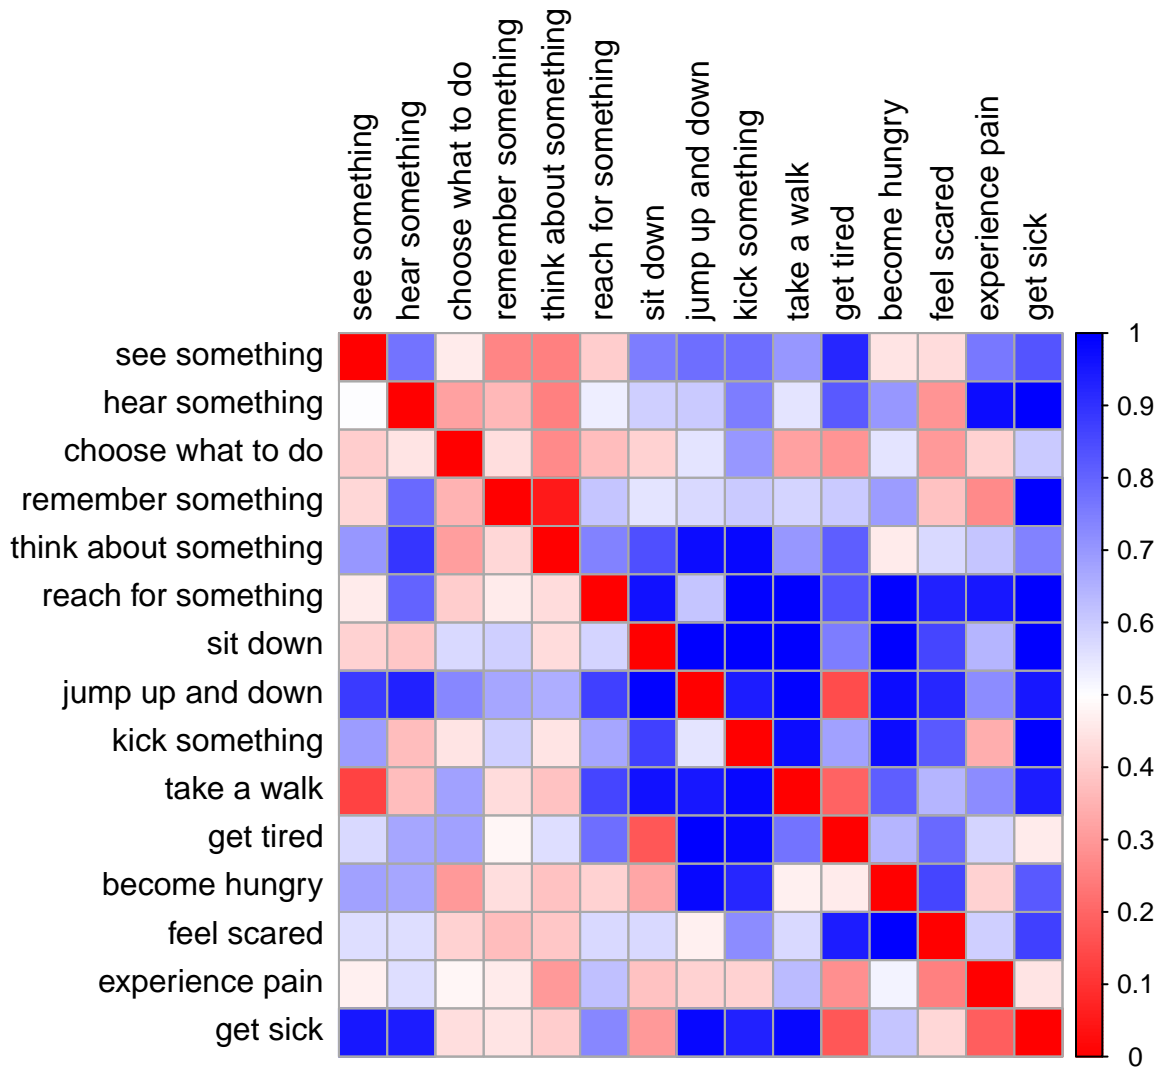 see something
hear something
choose what to do
remember something
think about something
reach for something
sit down
jump up and down
kick something
take a walk
get tired
become hungry
feel scared
experience pain
get sick
see something
hear something
choose what to do
remember something
think about something
reach for something
sit down
jump up and down
kick something
take a walk
get tired
become hungry
feel scared
experience pain
get sick
1
0.9
0.8
0.7
0.6
0.5
0.4
0.3
0.2
0.1
0